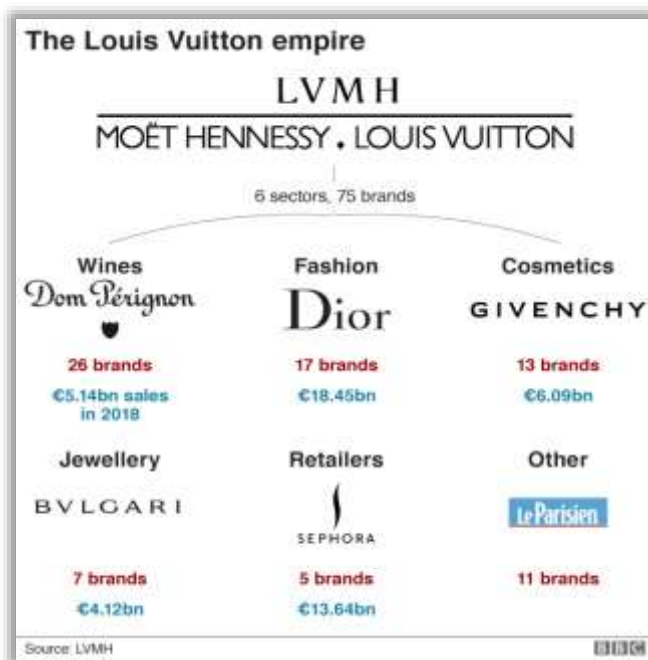 The Louis Vuitton empire
LVMH
MOËT HENNESSY . LOUIS VUITTON
6 sectors, 75 brands
Wines
Dom Pérignon
26 brands
€5.14bn sales
in 2018
Fashion
Dior
17 brands
€18.45bn
Cosmetics
GIVENCHY
13 brands
€6.09bn
Jewellery
BVLGARI
7 brands
€4.12bn
Retailers
SEPHORA
5 brands
€13.64bn
Other
Le Parisien
11 brands
Source: LVMH
BBC